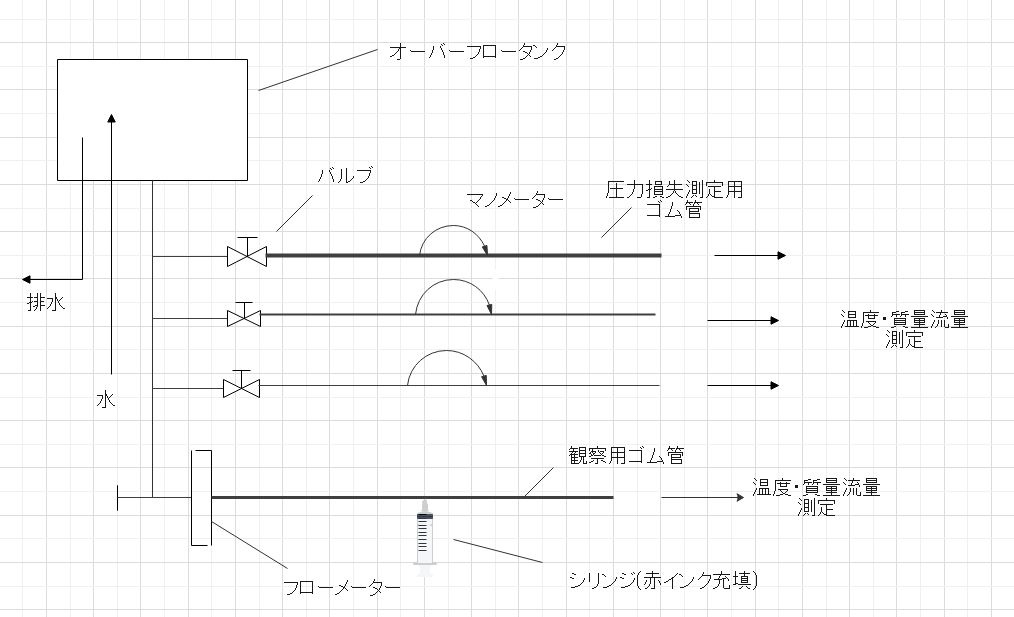 オーバーフロータンク
バルブ
マノメーター
圧力損失測定用
ゴム管
排水
温度・質量流量
測定
水
観察用ゴム管
温度・質量流量
測定
フローメーター
シリンジ(赤インク充填)